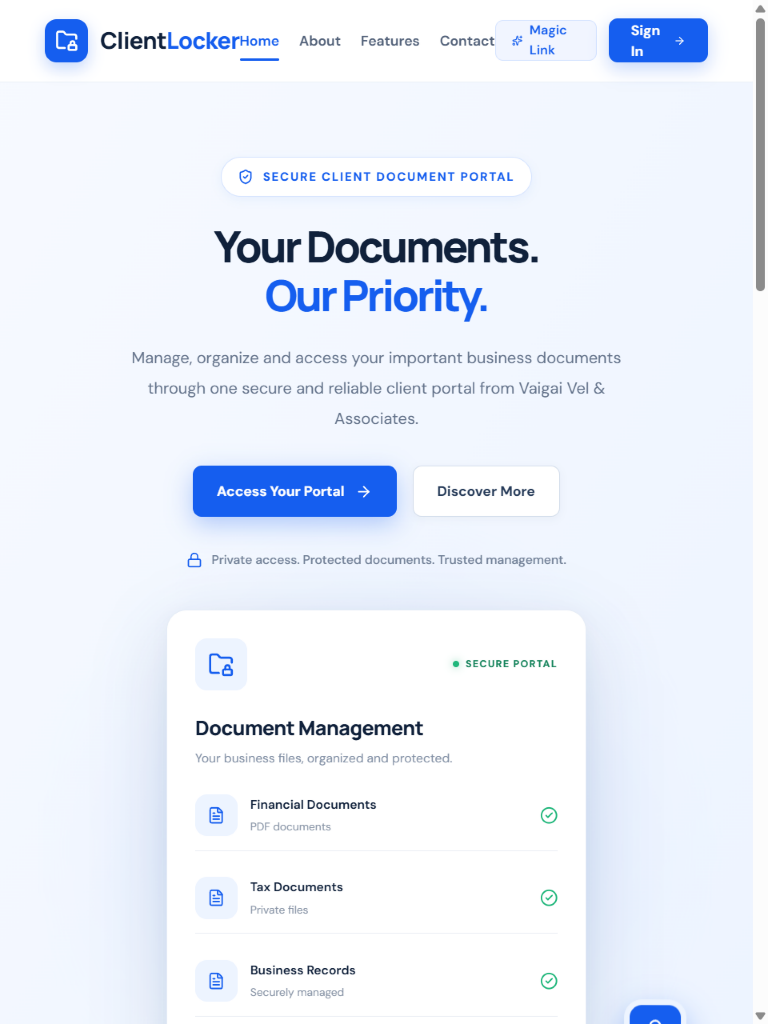 ClientLocker
Home
About
Features
Contact
Magic
Link
Sign
In
SECURE CLIENT DOCUMENT PORTAL
Your Documents.
Our Priority.
Manage, organize and access your important business documents
through one secure and reliable client portal from Vaigai Vel &
Associates.
Access Your Portal
Discover More
Private access. Protected documents. Trusted management.
SECURE PORTAL
Document Management
Your business files, organized and protected.
Financial Documents
PDF documents
Tax Documents
Private files
Business Records
Securely managed